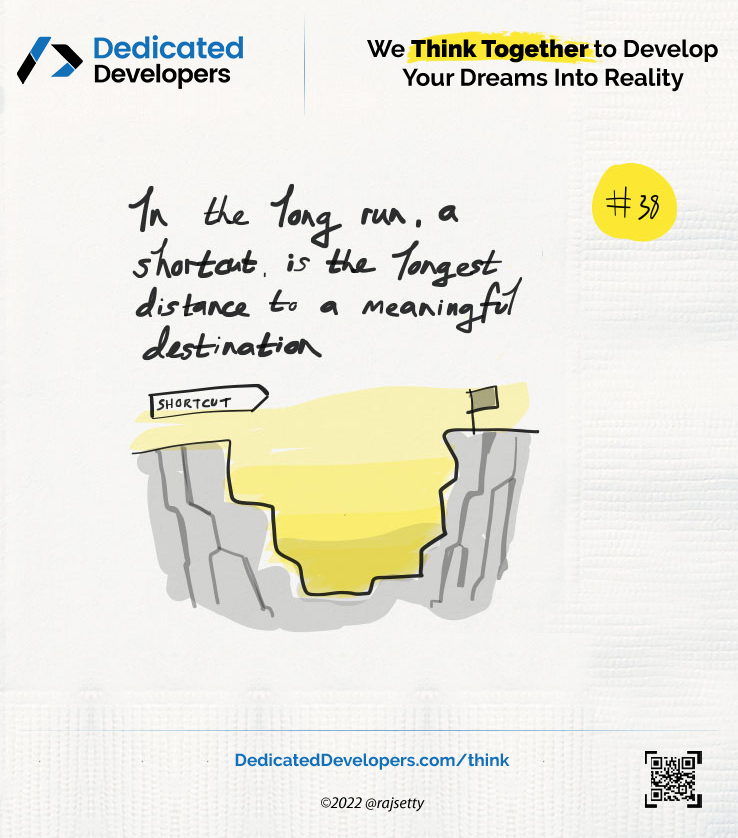 Dedicated
Developers
We Think Together to Develop
Your Dreams Into Reality
#38
In the long run, a
shortcut, is the longest
distance to a meaningful
destination
SHORTCUT
DedicatedDevelopers.com/think
©2022 @rajsetty